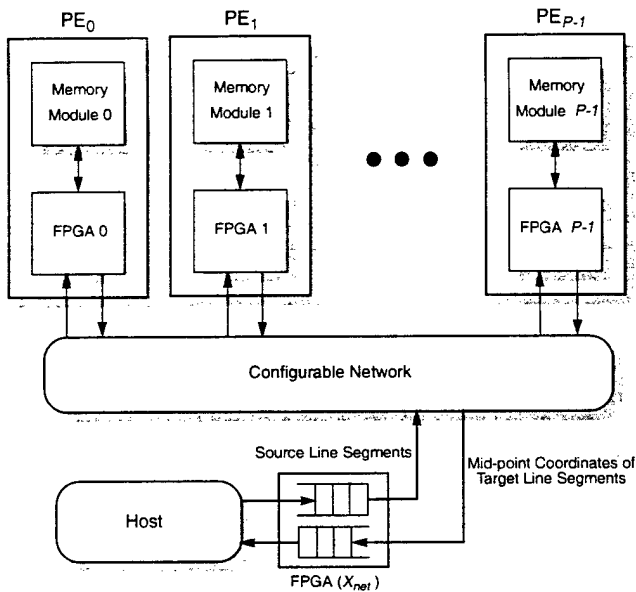 PE0
PE1
PEP-1
Memory
Module 0
Memory
Module 1
Memory
Module P-1
FPGA 0
FPGA 1
FPGA P-1
Configurable Network
Source Line Segments
Mid-point Coordinates of
Target Line Segments
Host
FPGA (Xnet)